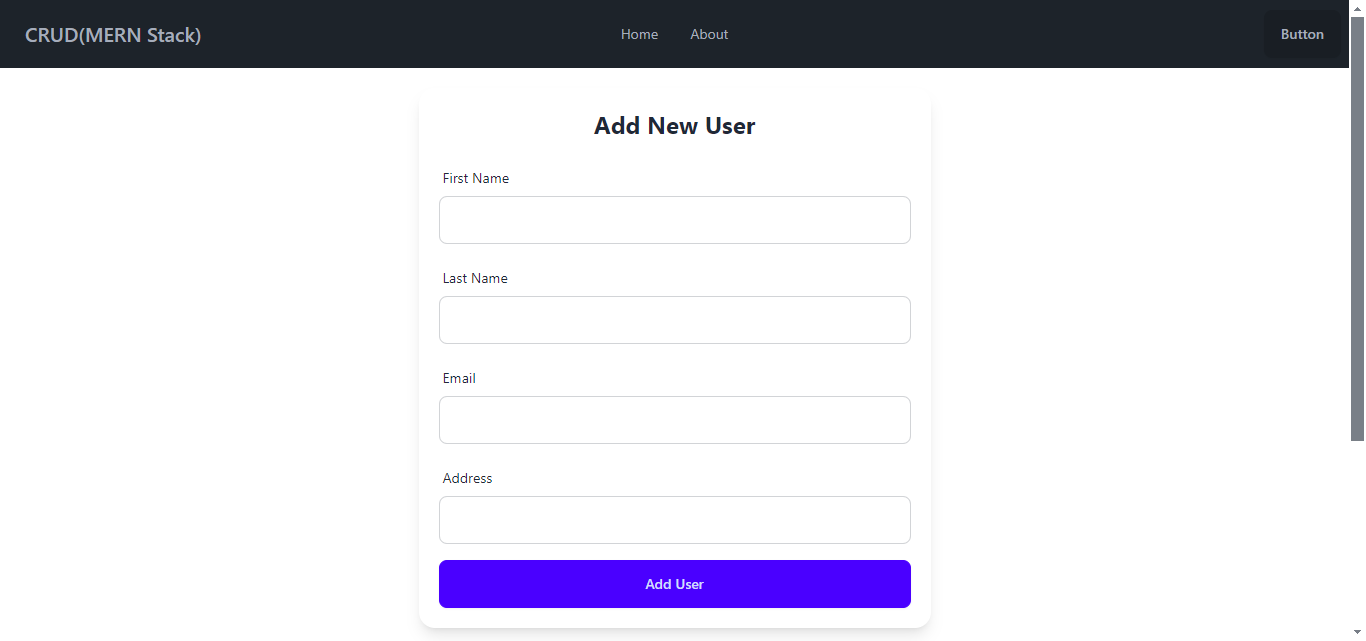 CRUD(MERN Stack)
Home
About
Button
Add New User
First Name
Last Name
Email
Address
Add User